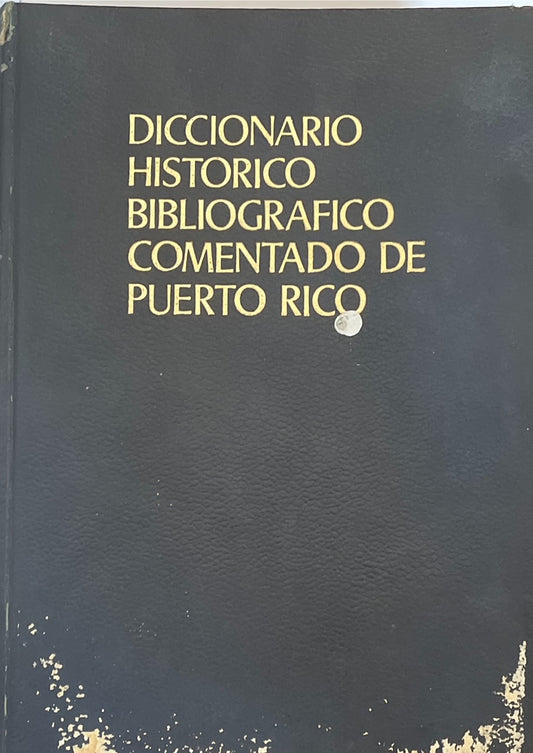 DICCIONARIO
HISTORICO
BIBLIOGRAFICO
COMENTADO DE
PUERTO RICO